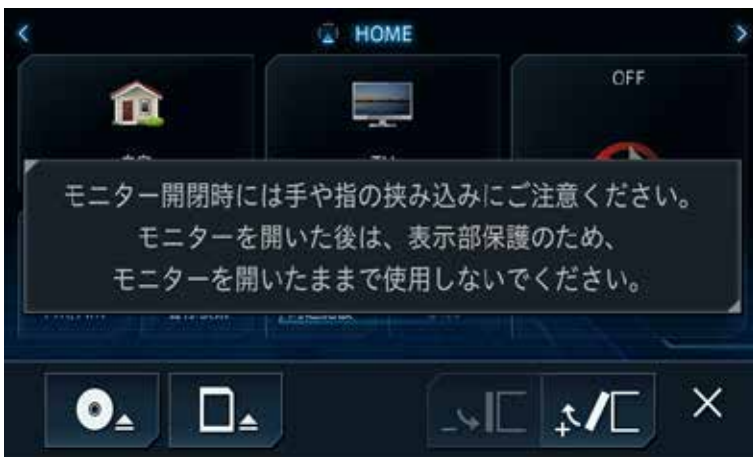 HOME
OFF
モニター開閉時には手や指の挟み込みにご注意ください。
モニターを開いた後は、表示部保護のため、
モニターを開いたままで使用しないでください。